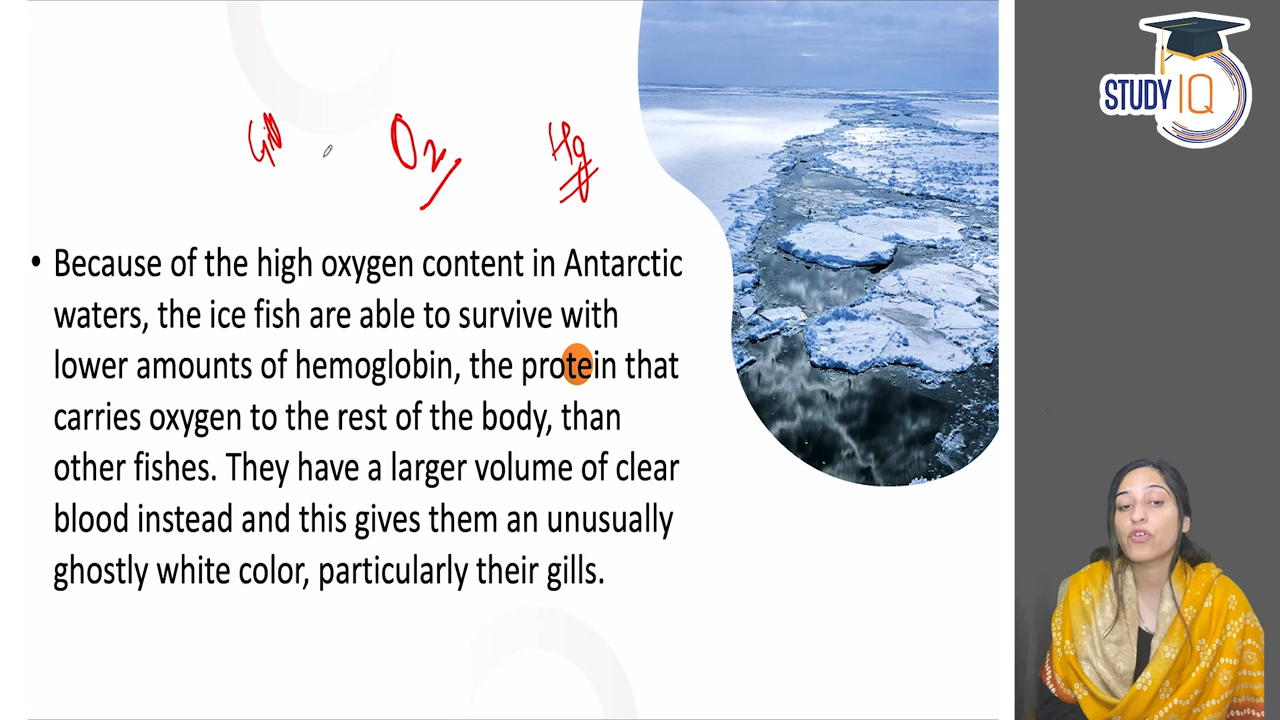 STUDY IQ
Gill O2 Hg
• Because of the high oxygen content in Antarctic
waters, the ice fish are able to survive with
lower amounts of hemoglobin, the protein that
carries oxygen to the rest of the body, than
other fishes. They have a larger volume of clear
blood instead and this gives them an unusually
ghostly white color, particularly their gills.